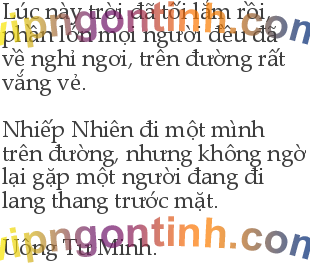 Lúc này trời đã tối lắm rồi,
phần lớn mọi người đều đã
về nghỉ ngơi, trên đường rất
vắng vẻ.
Nhiếp Nhiên đi một mình
trên đường, nhưng không ngờ
lại gặp một người đang đi
lang thang trước mặt.
Uông Tư Minh.
vipngontinh.com
vipngontinh.com